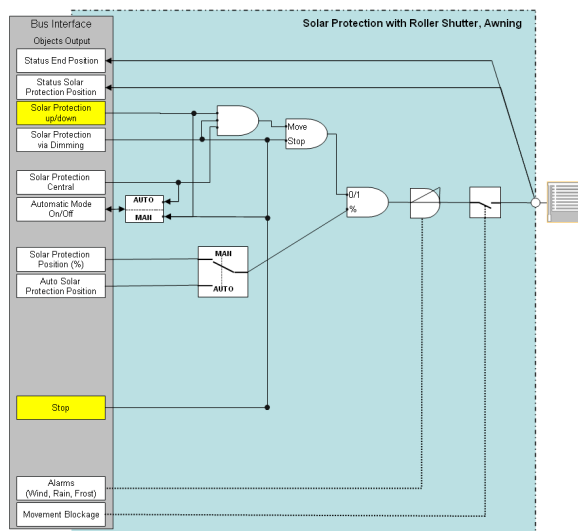 Bus Interface
Solar Protection with Roller Shutter, Awning
Objects Output
Status End Position
Status Solar
Protection Position
Solar Protection
up/down
Solar Protection
via Dimming
Move
Stop
Solar Protection
Central
Automatic Mode
On/Off
AUTO
MAN
0/1
%
Solar Protection
Position (%)
Auto Solar
Protection Position
MAN
AUTO
Stop
Alarms
(Wind, Rain, Frost)
Movement Blockage